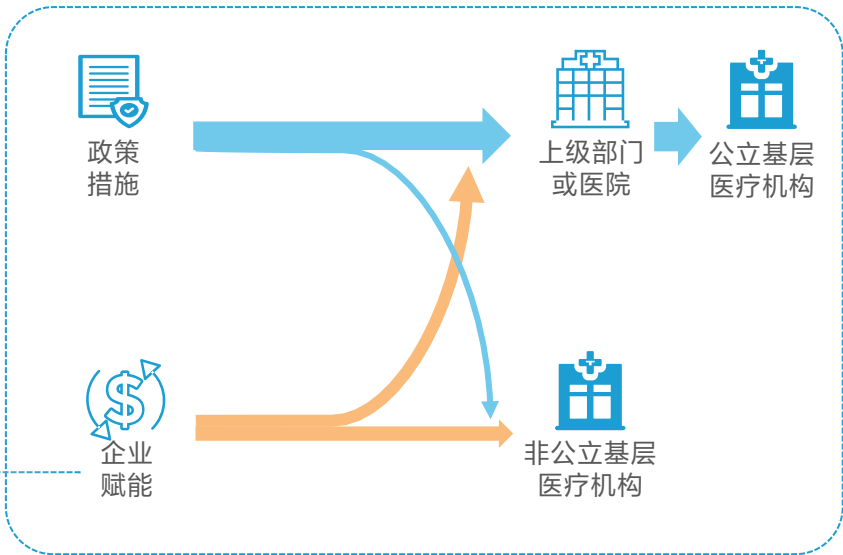 政策
措施
上级部门
或医院
公立基层
医疗机构
企业
赋能
非公立基层
医疗机构